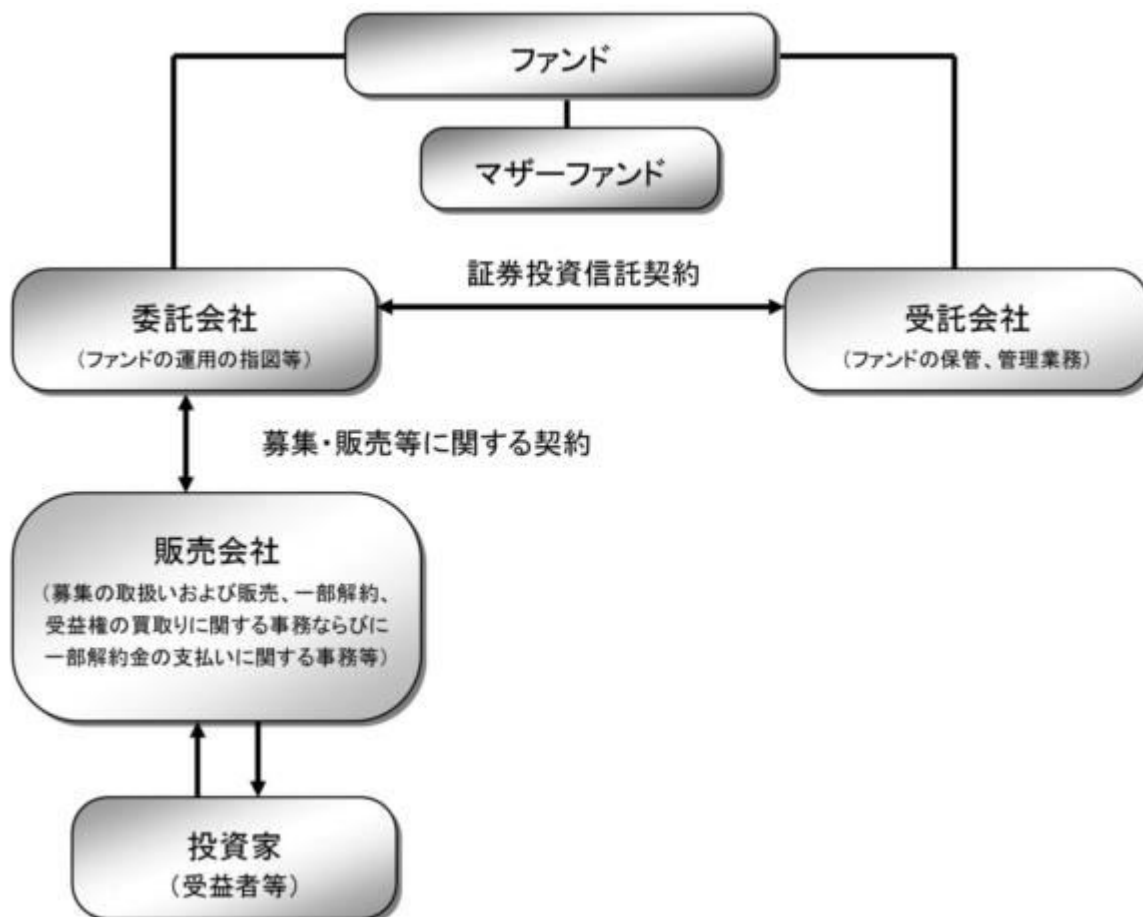 ファンド
マザーファンド
証券投資信託契約
委託会社
（ファンドの運用の指図等）
受託会社
（ファンドの保管、管理業務）
募集・販売等に関する契約
販売会社
（募集の取扱いおよび販売、一部解約、
受益権の買取りに関する事務ならびに
一部解約金の支払いに関する事務等）
投資家
（受益者等）